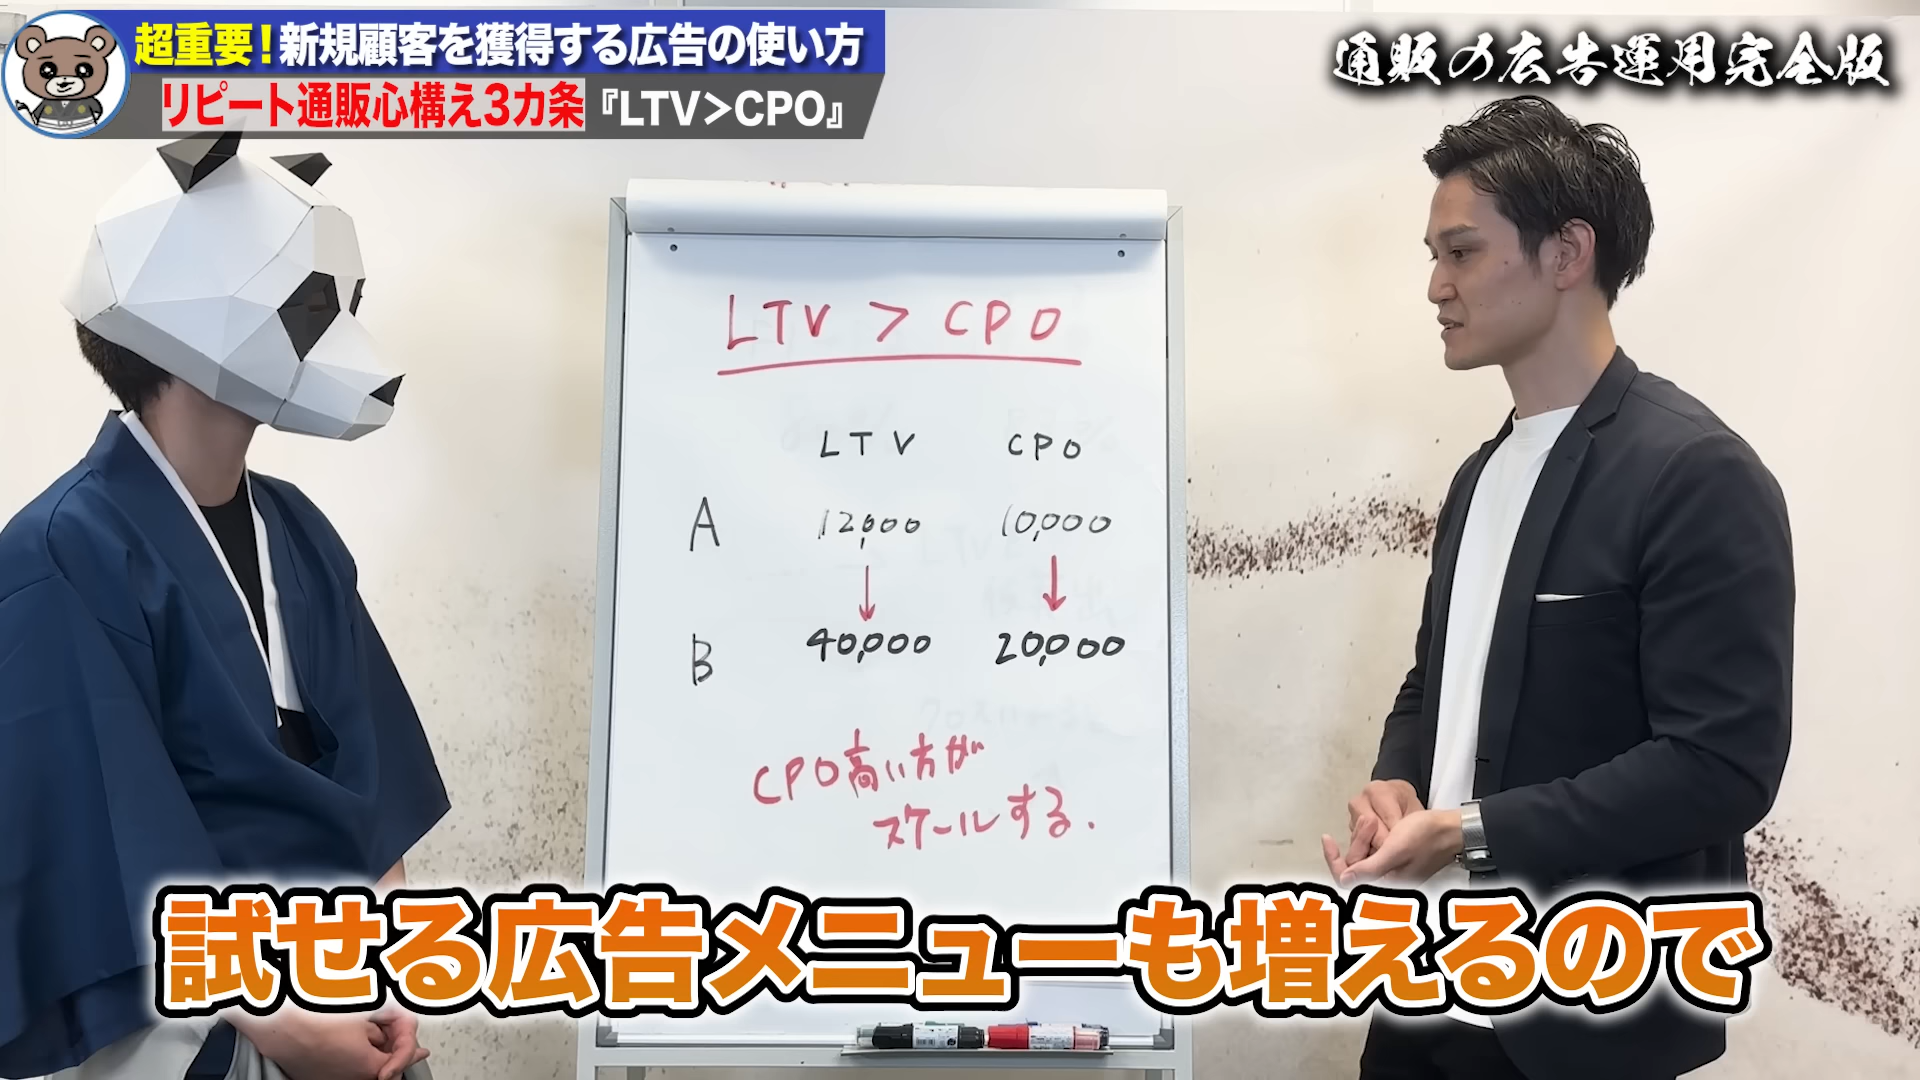 超重要！新規顧客を獲得する広告の使い方
リピート通販心構え3カ条『LTV＞CPO』
通販の広告運用完全版
LTV > CPO
LTV CPO
A 12,000 10,000
B 40,000 20,000
CPO高い方が
スケールする.
試せる広告メニューも増えるので